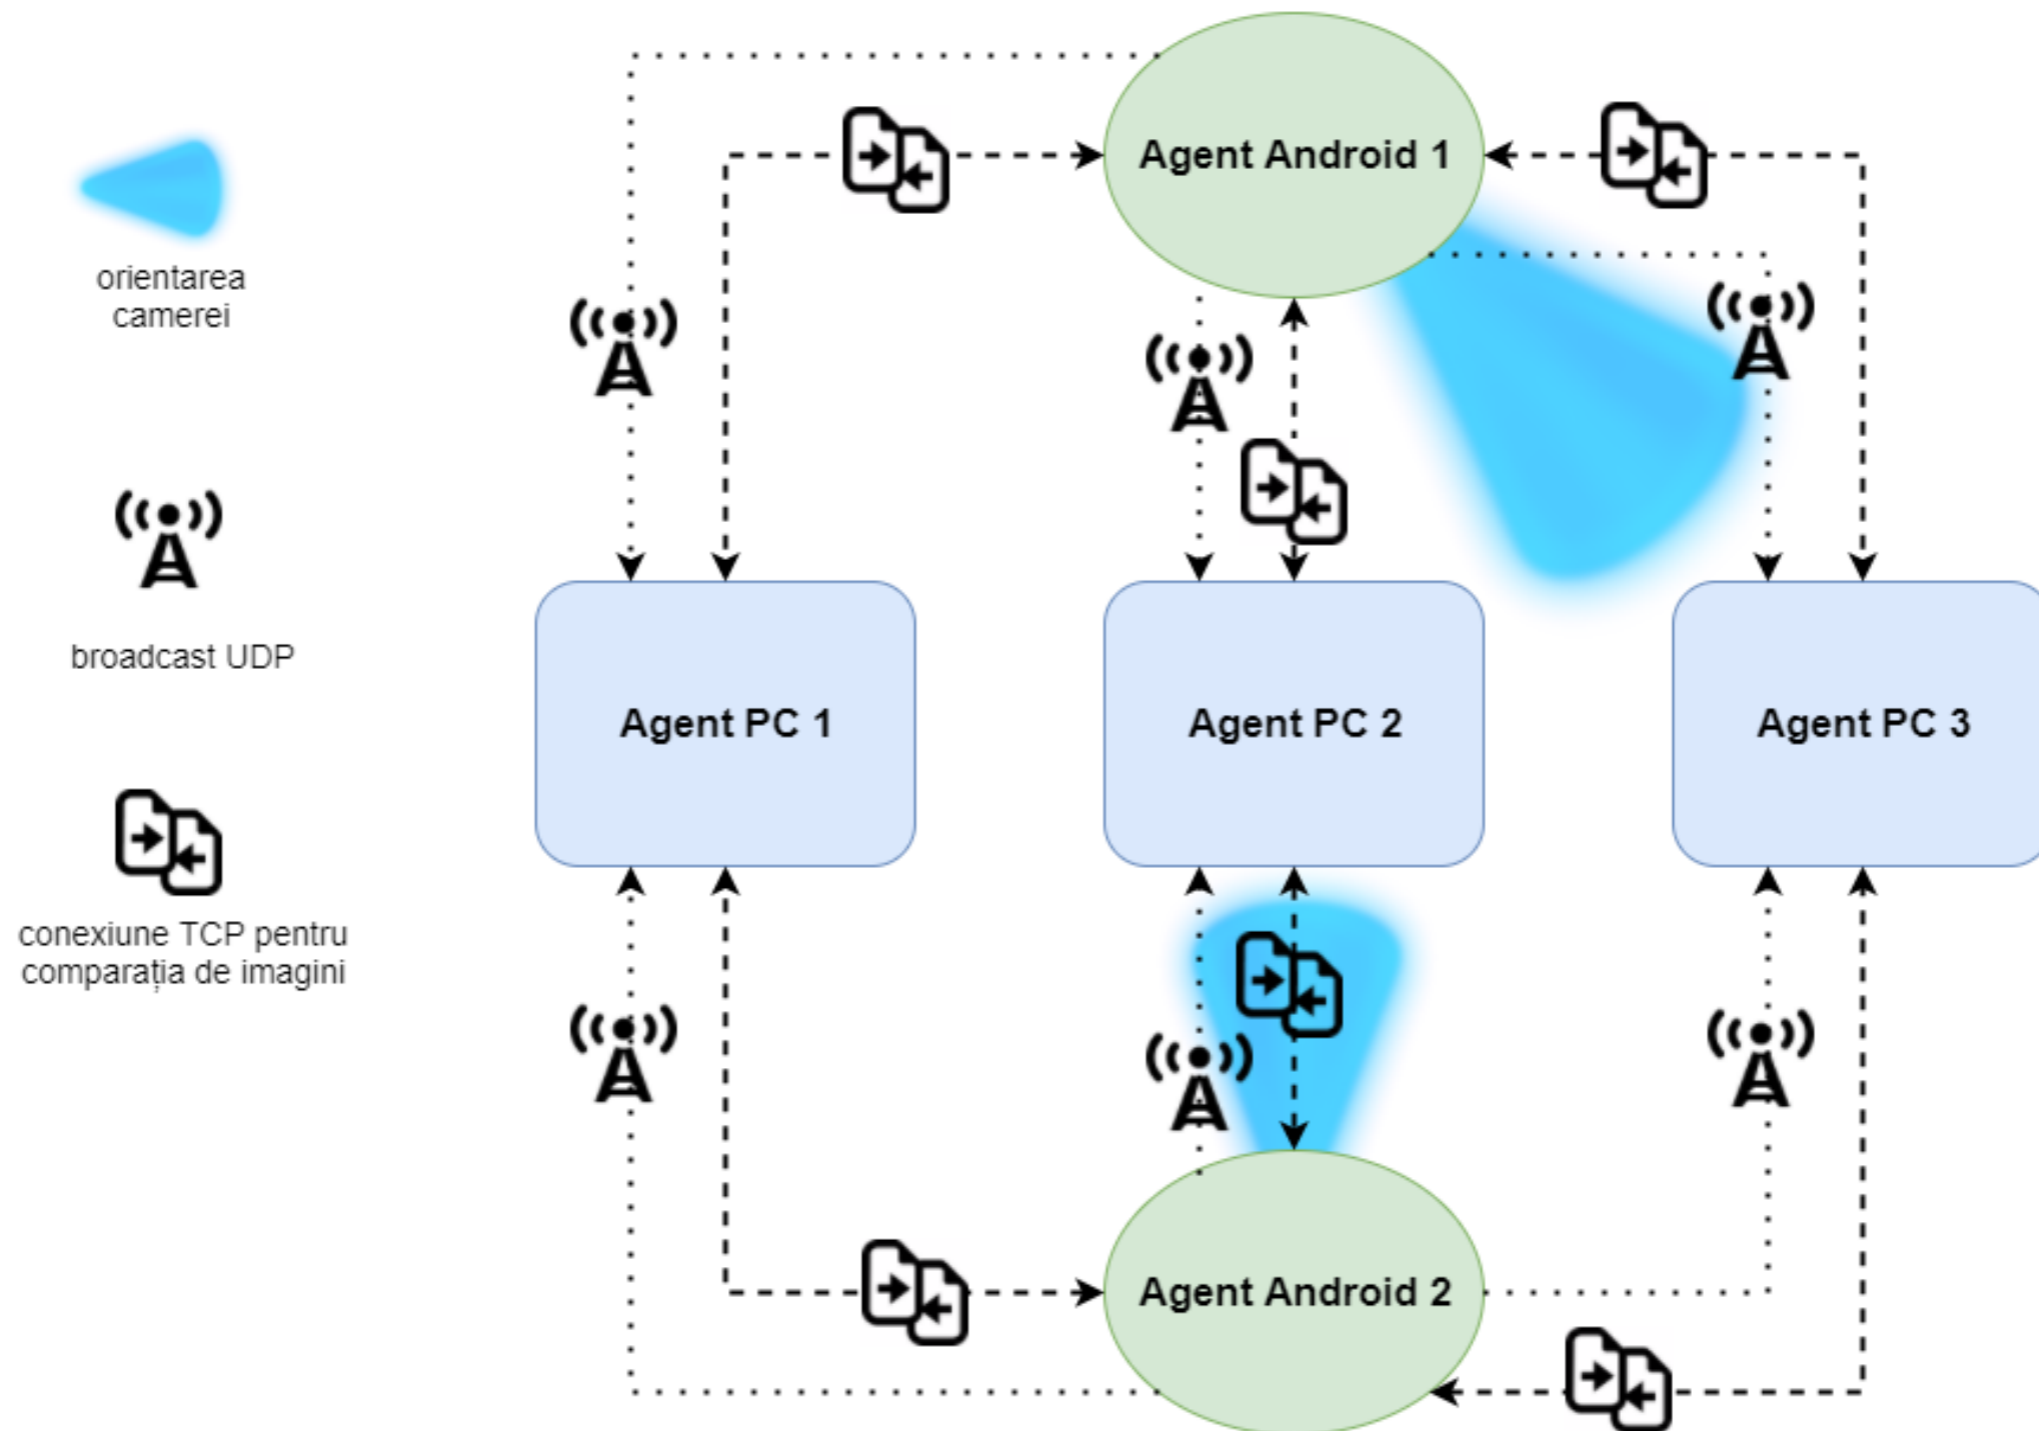 orientarea
camerei
broadcast UDP
conexiune TCP pentru
comparația de imagini
Agent Android 1
Agent PC 1
Agent PC 2
Agent PC 3
Agent Android 2